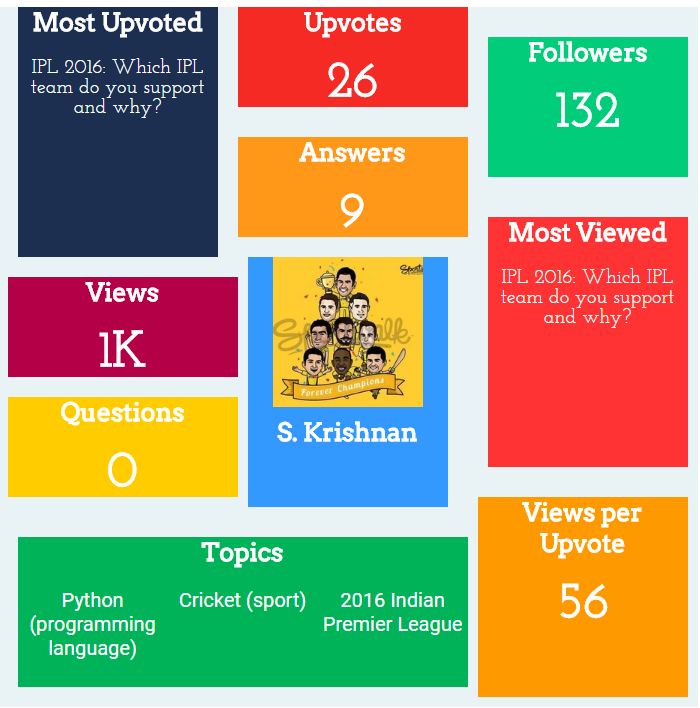 Most Upvoted
IPL 2016: Which IPL
team do you support
and why?
Upvotes
26
Followers
132
Answers
9
Most Viewed
IPL 2016: Which IPL
team do you support
and why?
Views
1K
Forever Champions
S. Krishnan
Questions
0
Views per
Upvote
56
Topics
Python
(programming
language)
Cricket (sport)
2016 Indian
Premier League